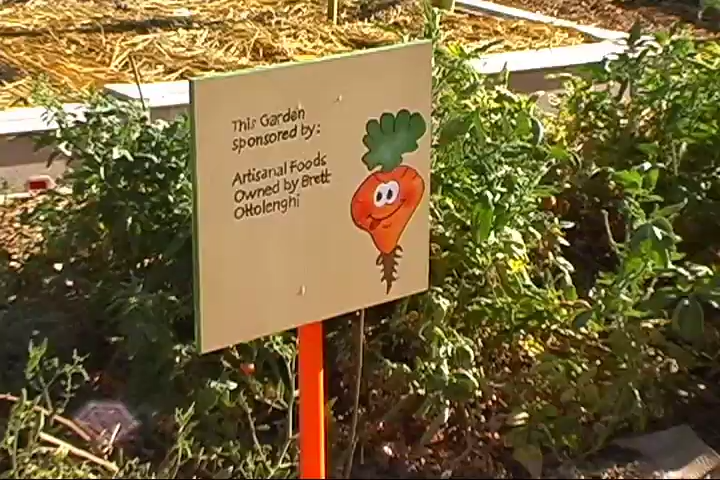 This Garden
sponsored by:
Artisanal Foods
Owned by Brett
Ottolenghi